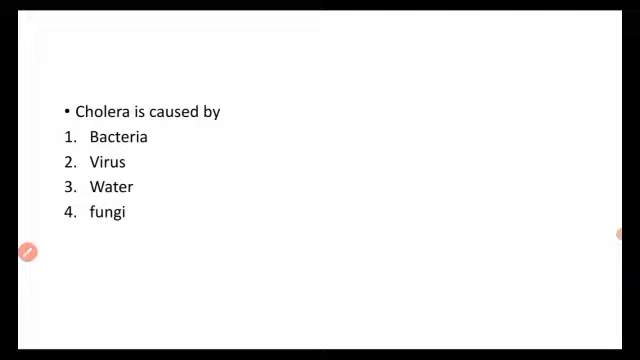 • Cholera is caused by
1. Bacteria
2. Virus
3. Water
4. fungi